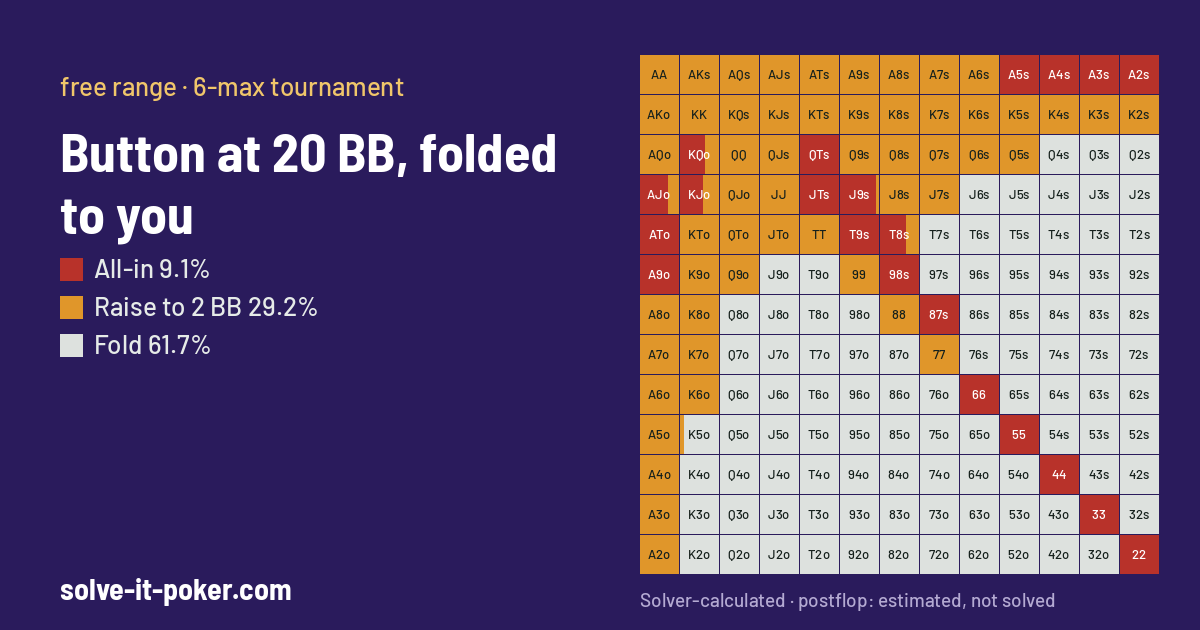 free range · 6-max tournament
Button at 20 BB, folded
to you
All-in 9.1%
Raise to 2 BB 29.2%
Fold 61.7%
AA AKs AQs AJs ATs A9s A8s A7s A6s A5s A4s A3s A2s
AKo KK KQs KJs KTs K9s K8s K7s K6s K5s K4s K3s K2s
AQo KQo QQ QJs QTs Q9s Q8s Q7s Q6s Q5s Q4s Q3s Q2s
AJo KJo QJo JJ JTs J9s J8s J7s J6s J5s J4s J3s J2s
ATo KTo QTo JTo TT T9s T8s T7s T6s T5s T4s T3s T2s
A9o K9o Q9o J9o T9o 99 98s 97s 96s 95s 94s 93s 92s
A8o K8o Q8o J8o T8o 98o 88 87s 86s 85s 84s 83s 82s
A7o K7o Q7o J7o T7o 97o 87o 77 76s 75s 74s 73s 72s
A6o K6o Q6o J6o T6o 96o 86o 76o 66 65s 64s 63s 62s
A5o K5o Q5o J5o T5o 95o 85o 75o 65o 55 54s 53s 52s
A4o K4o Q4o J4o T4o 94o 84o 74o 64o 54o 44 43s 42s
A3o K3o Q3o J3o T3o 93o 83o 73o 63o 53o 43o 33 32s
A2o K2o Q2o J2o T2o 92o 82o 72o 62o 52o 42o 32o 22
solve-it-poker.com
Solver-calculated · postflop: estimated, not solved